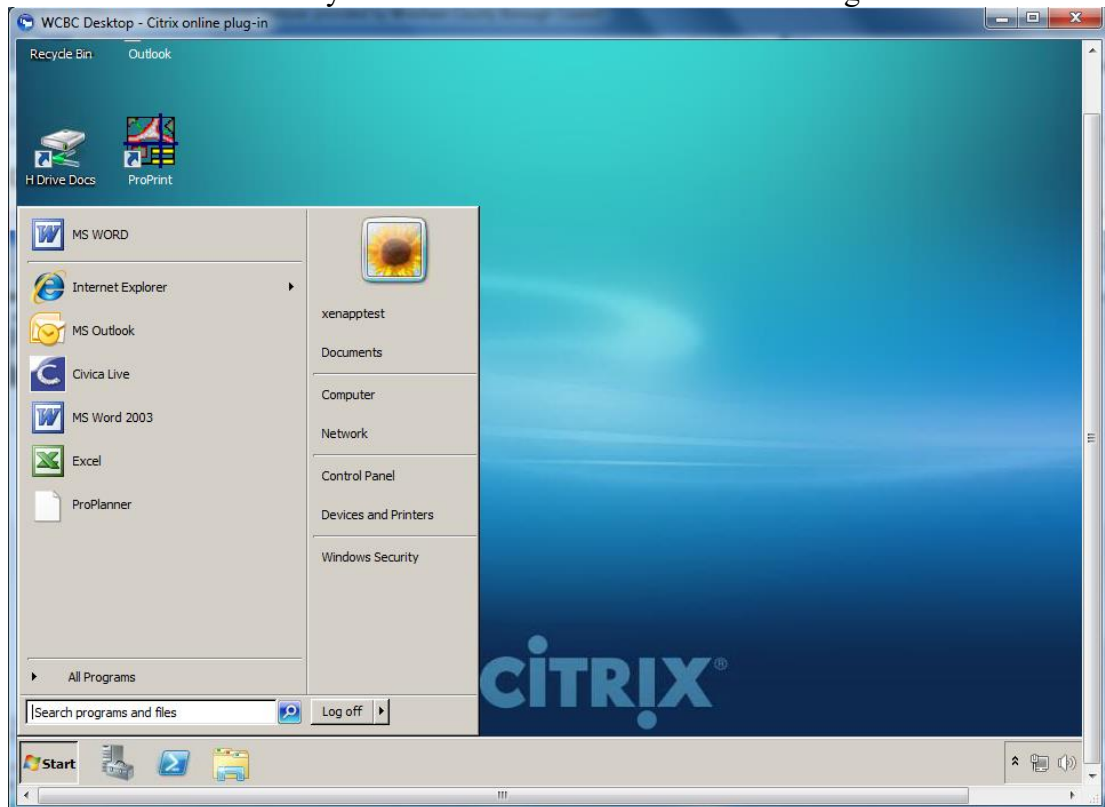 WCBC Desktop - Citrix online plug-in
Recycle Bin
Outlook
H Drive Docs
ProPrint
MS WORD
Internet Explorer
MS Outlook
Civica Live
MS Word 2003
Excel
ProPlanner
All Programs
Search programs and files
xenapptest
Documents
Computer
Network
Control Panel
Devices and Printers
Windows Security
Log off
CİTRIX®
Start